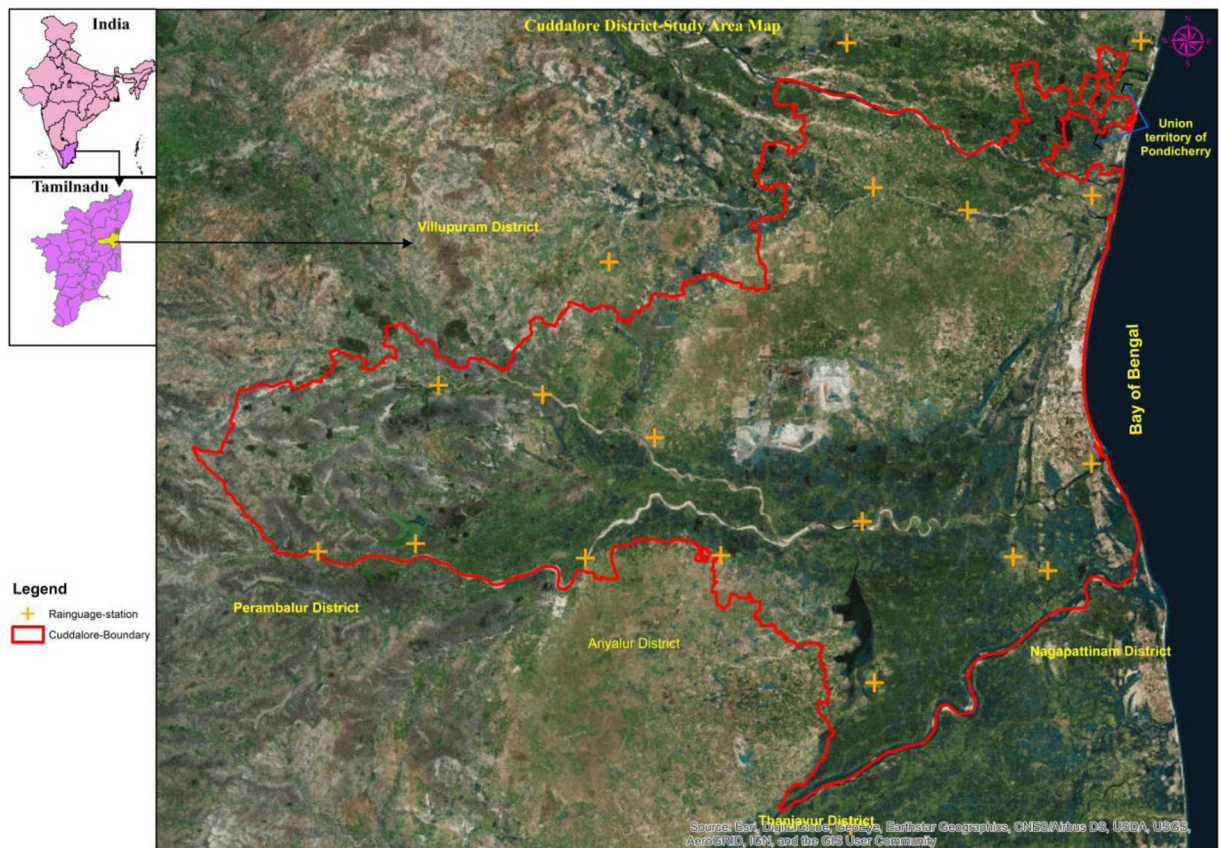 Cuddalore District-Study Area Map
India
N
W E
S
Union
territory of
Pondicherry
Tamilnadu
Villupuram District
Bay of Bengal
Legend
Rainguage-station
Cuddalore-Boundary
Perambalur District
Ariyalur District
Nagapattinam District
Thanjavur District
Source: Esri, DigitalGlobe, GeoEye, Earthstar Geographics, CNES/Airbus DS, USDA, USGS,
AeroGRID, IGN, and the GIS User Community